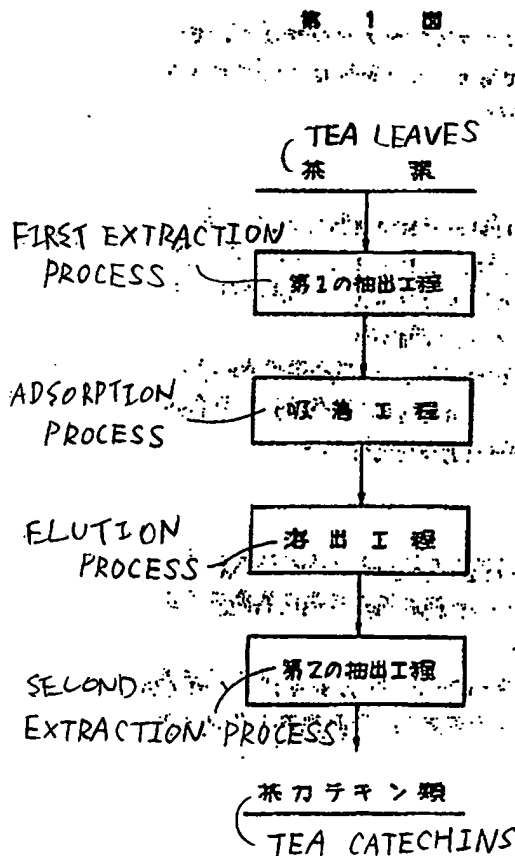 第 1 図
TEA LEAVES
茶 葉
FIRST EXTRACTION
PROCESS
第1の抽出工程
ADSORPTION
PROCESS
吸着工程
ELUTION
PROCESS
溶出工程
SELOND
EXTRACTION PROCESS
第2の抽出工程
茶カテキン類
TEA CATECHINS